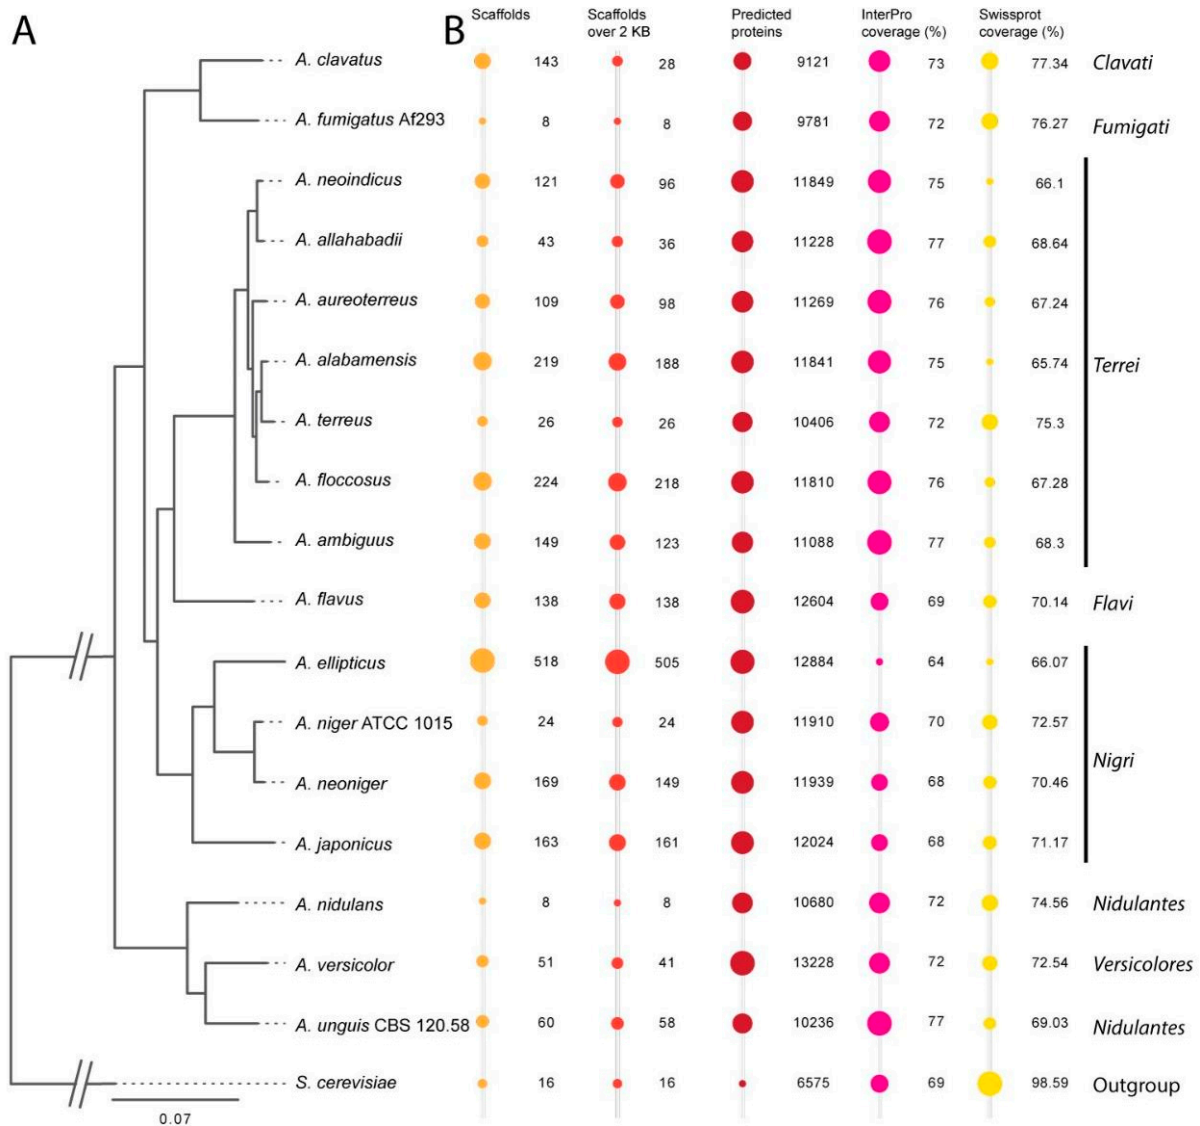 A
B
Scaffolds
Scaffolds
over 2 KB
Predicted
proteins
InterPro
coverage (%)
Swissprot
coverage (%)
A. clavatus 143 28 9121 73 77.34 Clavati
A. fumigatus Af293 8 8 9781 72 76.27 Fumigati
A. neoindicus 121 96 11849 75 66.1
A. allahabadii 43 36 11228 77 68.64
A. aureoterreus 109 98 11269 76 67.24
A. alabamensis 219 188 11841 75 65.74 Terrei
A. terreus 26 26 10406 72 75.3
A. floccosus 224 218 11810 76 67.28
A. ambiguus 149 123 11088 77 68.3
A. flavus 138 138 12604 69 70.14 Flavi
A. ellipticus 518 505 12884 64 66.07
A. niger ATCC 1015 24 24 11910 70 72.57
Nigri
A. neoniger 169 149 11939 68 70.46
A. japonicus 163 161 12024 68 71.17
A. nidulans 8 8 10680 72 74.56 Nidulantes
A. versicolor 51 41 13228 72 72.54 Versicolores
A. unguis CBS 120.58 60 58 10236 77 69.03 Nidulantes
S. cerevisiae 16 16 6575 69 98.59 Outgroup
0.07